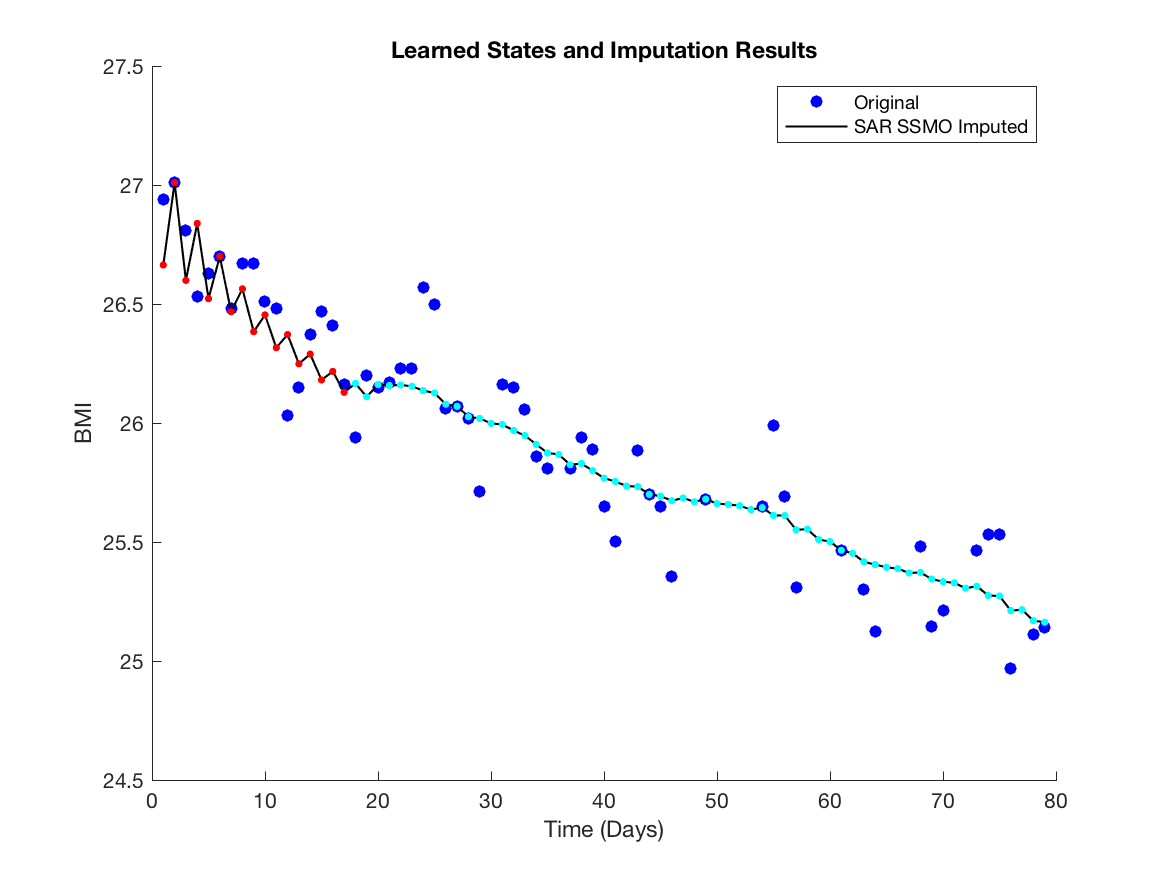 Learned States and Imputation Results
27.5
27
26.5
26
25.5
25
24.5
BMI
Original
SAR SSMO Imputed
0 10 20 30 40 50 60 70 80
Time (Days)